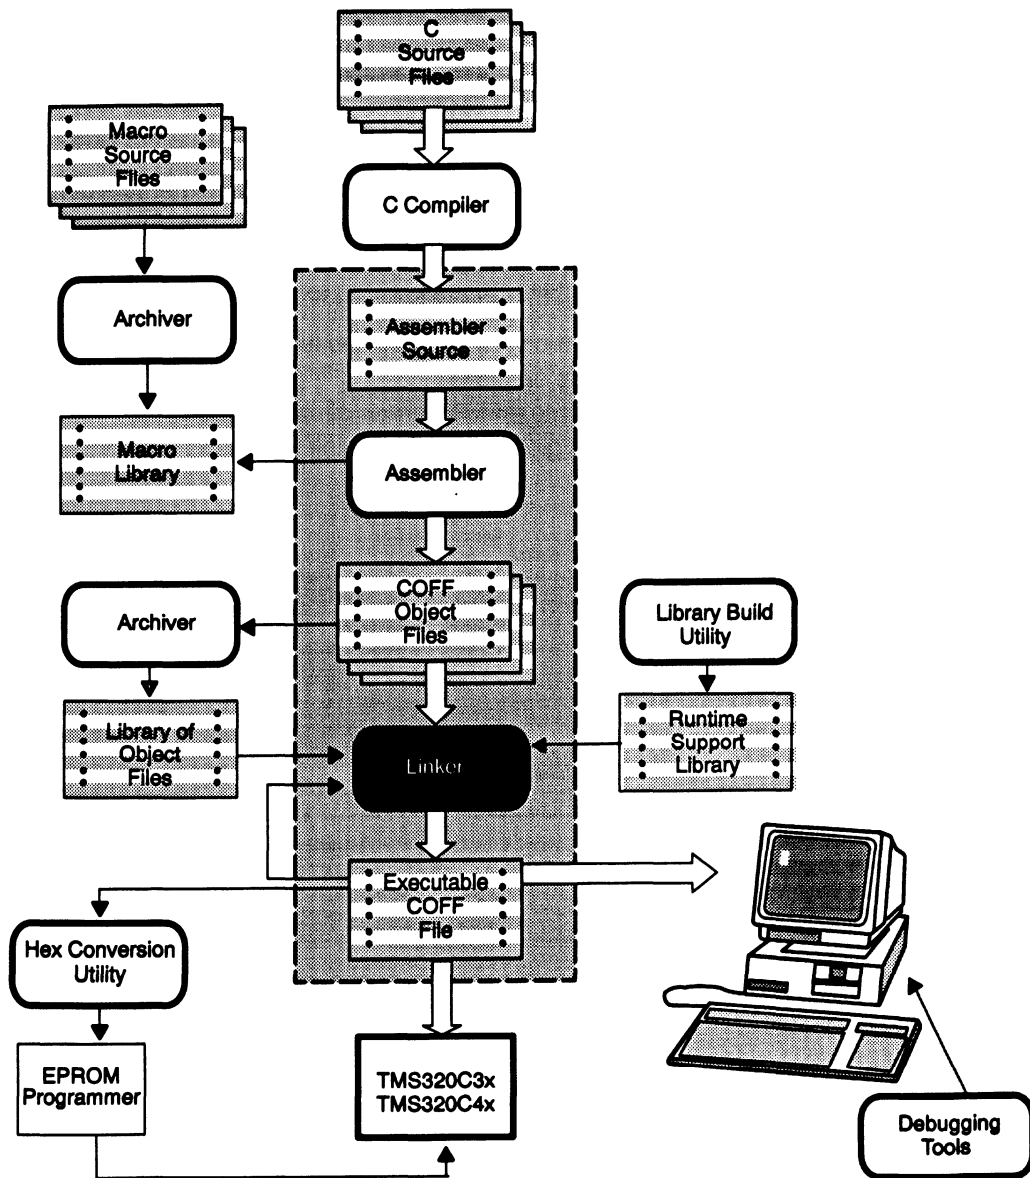 C
Source
Files
Macro
Source
Files
C Compiler
Archiver
Assembler
Source
Macro
Library
Assembler
Archiver
COFF
Object
Files
Library Build
Utility
Library of
Object
Files
Linker
Runtime
Support
Library
Executable
COFF
File
Hex Conversion
Utility
EPROM
Programmer
TMS320C3x
TMS320C4x
Debugging
Tools